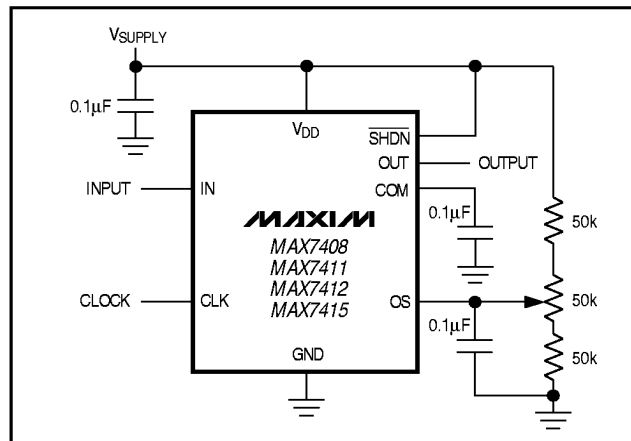 VSUPPLY
0.1µF
VDD
SHDN
OUT
OUTPUT
INPUT
IN
COM
0.1µF
50k
MAXIM
MAX7408
MAX7411
MAX7412
MAX7415
CLOCK
CLK
OS
50k
0.1µF
GND
50k